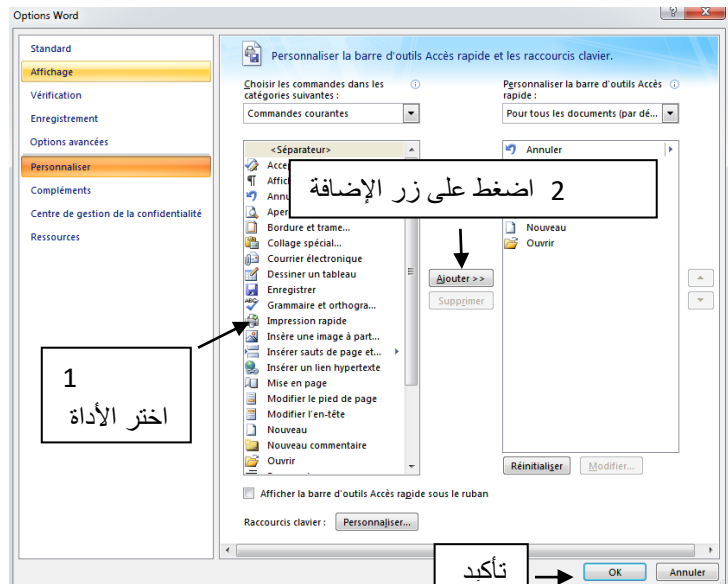 Options Word
Standard
Affichage
Vérification
Enregistrement
Options avancées
Personnaliser
Compléments
Centre de gestion de la confidentialité
Ressources
Personnaliser la barre d'outils Accès rapide et les raccourcis clavier.
Choisir les commandes dans les
catégories suivantes :
Commandes courantes
<Séparateur>
Bordure et trame...
Collage spécial...
Courrier électronique
Dessiner un tableau
Enregistrer
Grammaire et orthogra...
Impression rapide
Insère une image à part...
Insérer sauts de page et...
Insérer un lien hypertexte
Mise en page
Modifier le pied de page
Modifier l'en-tête
Nouveau
Nouveau commentaire
Ouvrir
Afficher la barre d'outils Accès rapide sous le ruban
Raccourcis clavier : Personnaliser...
Ajouter >>
Supprimer
Personnaliser la barre d'outils Accès
rapide :
Pour tous les documents (par dé...
Annuler
Nouveau
Ouvrir
Réinitialiser Modifier...
2 اضغط على زر الإضافة
1
اختر الأداة
تأكيد
OK Annuler